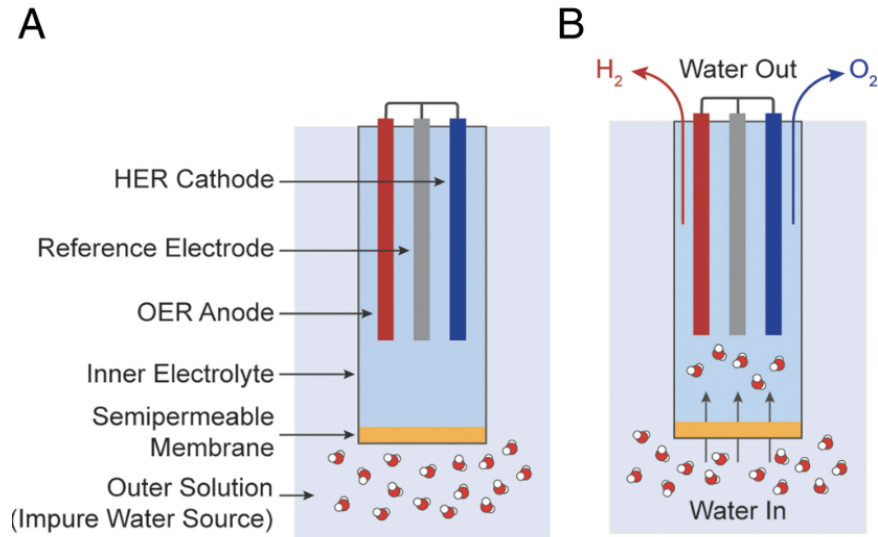 A
HER Cathode
Reference Electrode
OER Anode
Inner Electrolyte
Semipermeable
Membrane
Outer Solution
(Impure Water Source)
B
H₂
Water Out
O₂
Water In